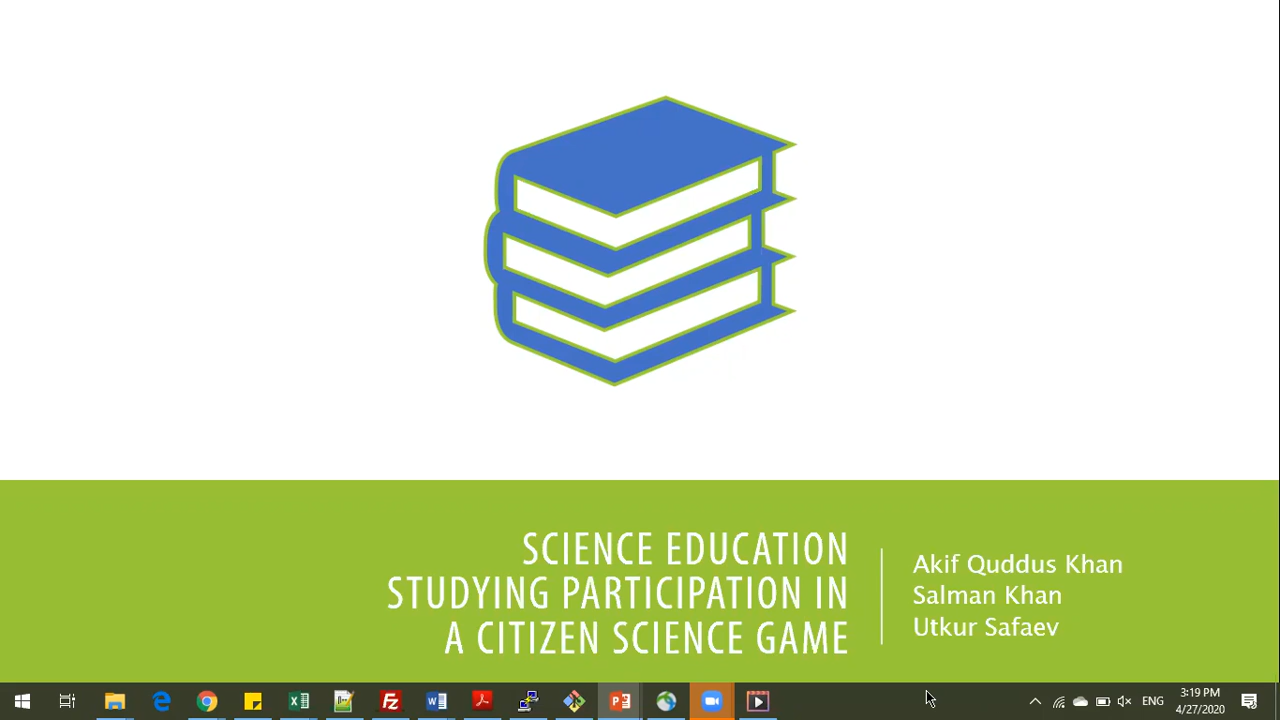 SCIENCE EDUCATION
STUDYING PARTICIPATION IN
A CITIZEN SCIENCE GAME
Akif Quddus Khan
Salman Khan
Utkur Safaev
ENG
3:19 PM
4/27/2020